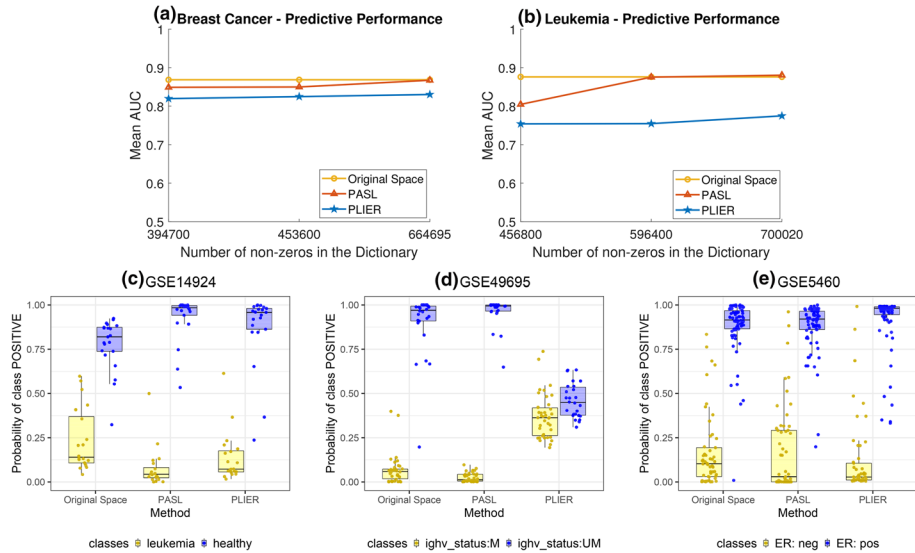 (a) Breast Cancer - Predictive Performance
1
0.9
0.8
0.7
0.6
0.5
Mean AUC
Original Space
PASL
PLIER
394700 453600 664695
Number of non-zeros in the Dictionary
(b) Leukemia - Predictive Performance
1
0.9
0.8
0.7
0.6
0.5
Mean AUC
Original Space
PASL
PLIER
456800 596400 700020
Number of non-zeros in the Dictionary
(c) GSE14924
1.00
0.75
0.50
0.25
0.00
Probability of class POSITIVE
Original Space PASL PLIER
Method
classes leukemia healthy
(d) GSE49695
1.00
0.75
0.50
0.25
0.00
Probability of class POSITIVE
Original Space PASL PLIER
Method
classes ighv_status:M ighv_status:UM
(e) GSE5460
1.00
0.75
0.50
0.25
0.00
Probability of class POSITIVE
Original Space PASL PLIER
Method
classes ER: neg ER: pos